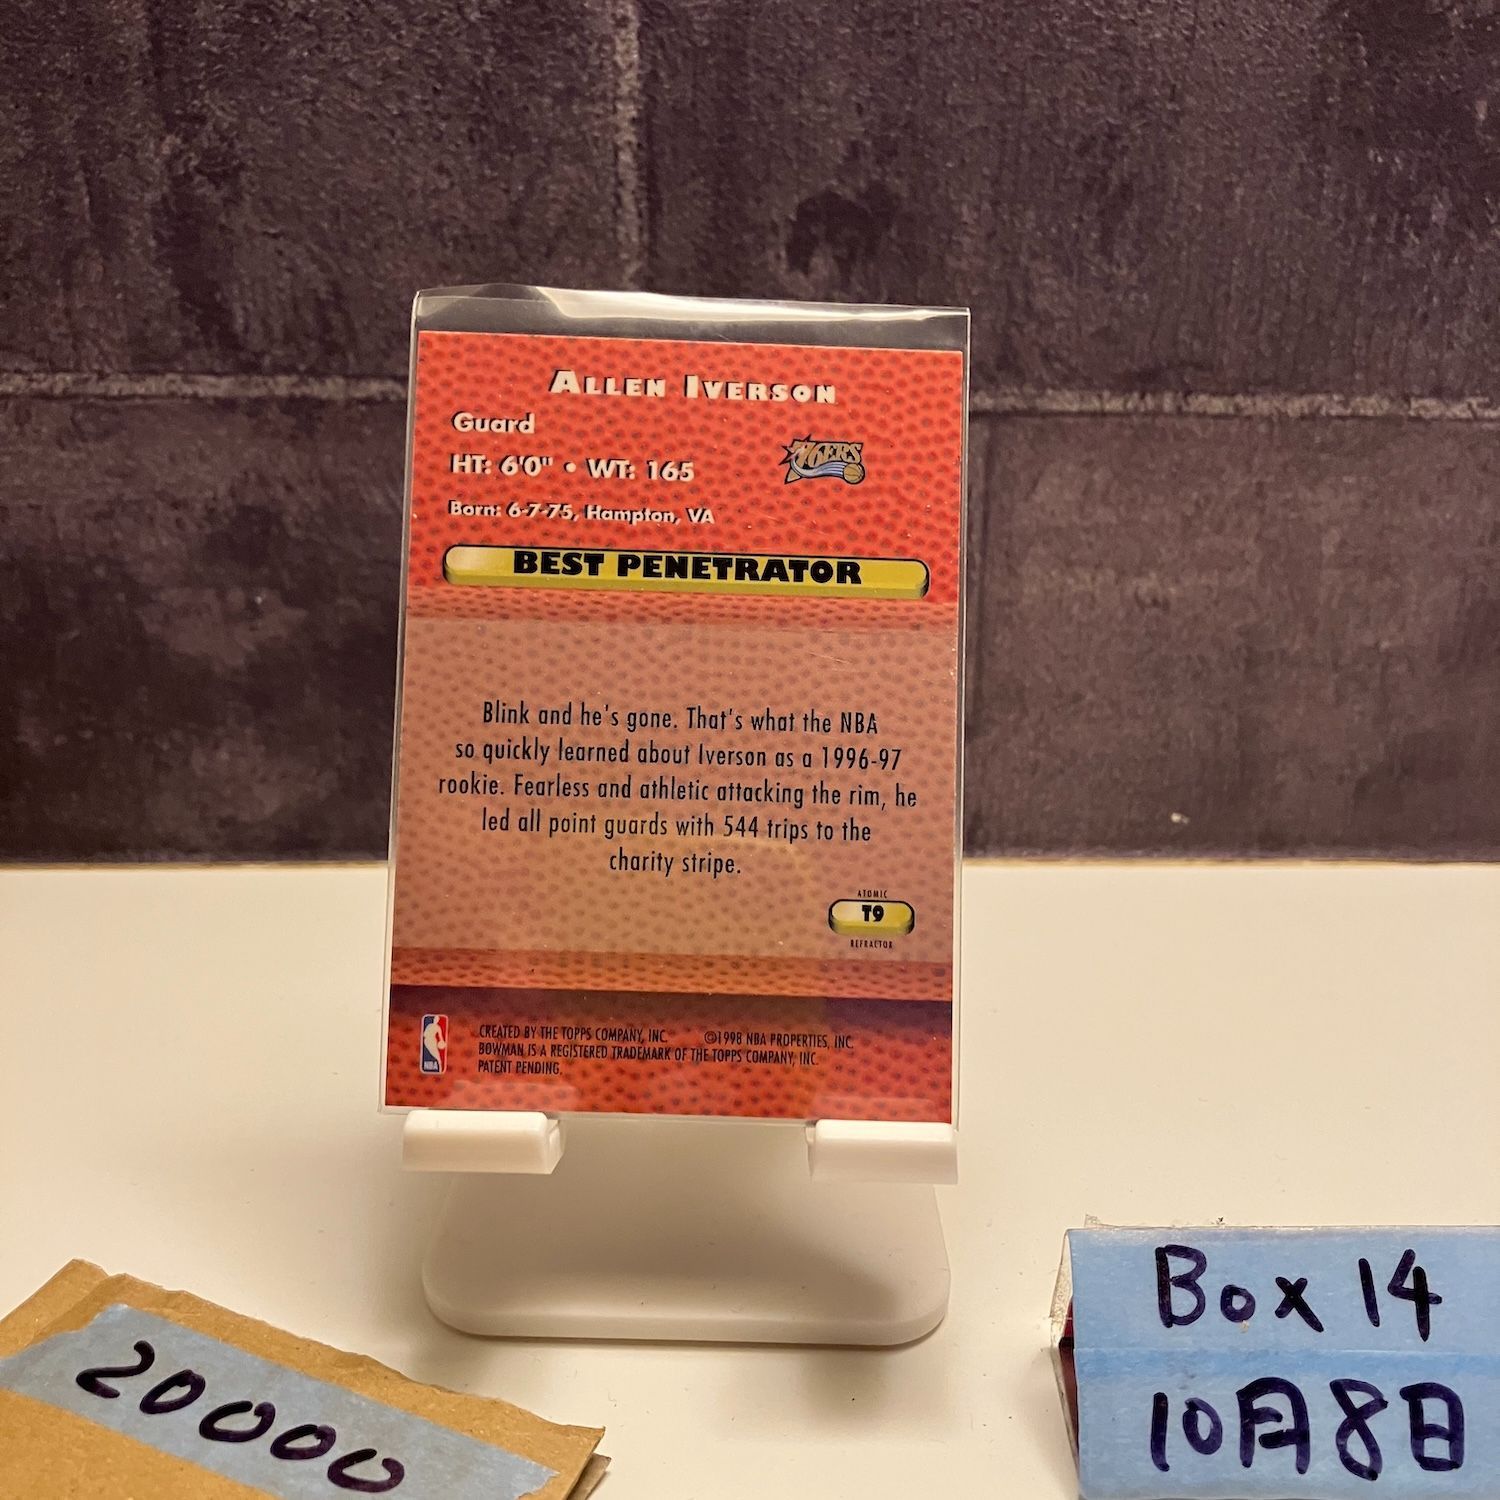 ALLEN IVERSON
Guard
HT: 6'0" • WT: 165
76ERS
Born: 6-7-75, Hampton, VA
BEST PENETRATOR
Blink and he's gone. That's what the NBA
so quickly learned about Iverson as a 1996-97
rookie. Fearless and athletic attacking the rim, he
led all point guards with 544 trips to the
charity stripe.
ATOMIC
T9
REFRACTOR
NBA
CREATED BY THE TOPPS COMPANY, INC. ©1998 NBA PROPERTIES, INC.
BOWMAN IS A REGISTERED TRADEMARK OF THE TOPPS COMPANY, INC.
PATENT PENDING.
20000
Box 14
10月8日